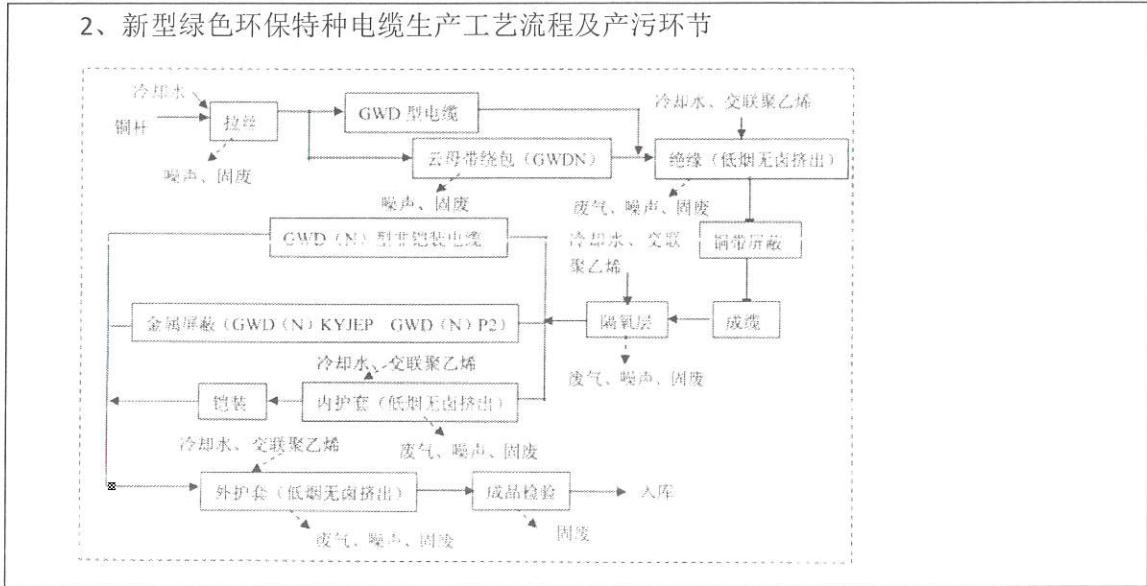 2、新型绿色环保特种电缆生产工艺流程及产污环节
冷却水
铜杆
拉丝
噪声、固废
GWD 型电缆
云母带绕包（GWDN）
噪声、固废
冷却水、交联聚乙烯
绝缘（低烟无卤挤出）
废气、噪声、固废
铜带屏蔽
成缆
冷却水、交联
聚乙烯
隔氧层
废气、噪声、固废
GWD（N）型非铠装电缆
金属屏蔽（GWD（N）KYJEP GWD（N）P2）
冷却水、交联聚乙烯
内护套（低烟无卤挤出）
铠装
废气、噪声、固废
冷却水、交联聚乙烯
外护套（低烟无卤挤出）
废气、噪声、固废
成品检验
固废
入库